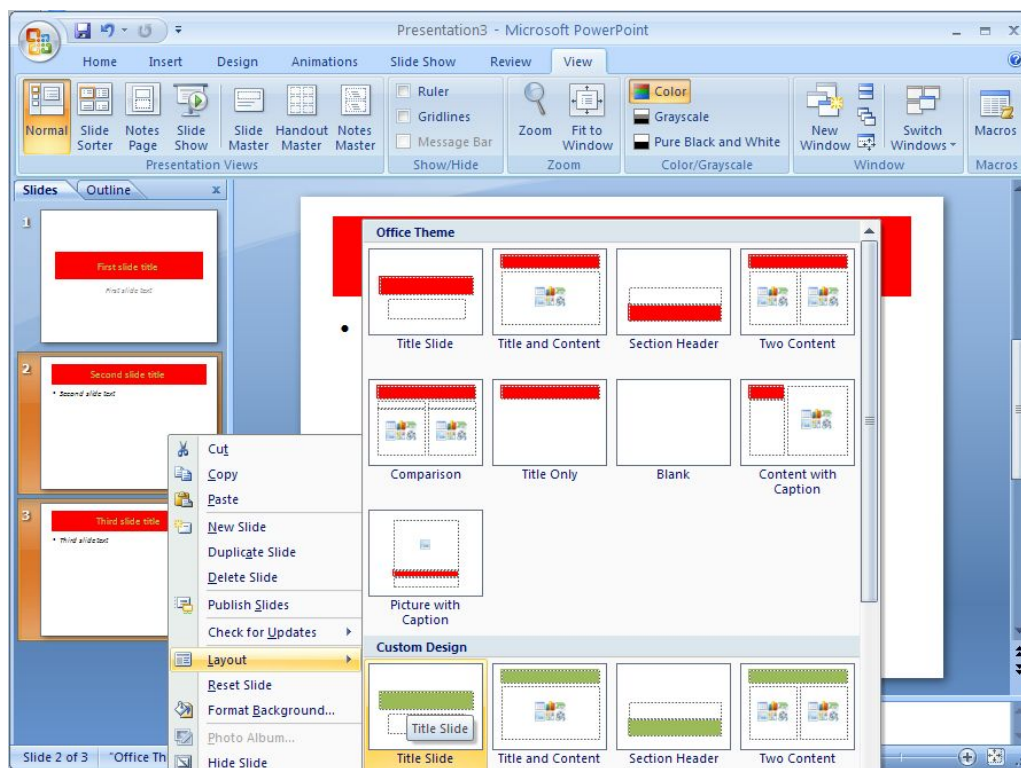 Presentation3 - Microsoft PowerPoint
Home Insert Design Animations Slide Show Review View
Normal
Slide Sorter
Notes Page
Slide Show
Slide Master
Handout Master
Notes Master
Presentation Views
Ruler
Gridlines
Message Bar
Show/Hide
Zoom
Fit to Window
Zoom
Color
Grayscale
Pure Black and White
Color/Grayscale
New Window
Switch Windows
Window
Macros
Macros
Slides Outline x
1
First slide title
First slide text
2
Second slide title
• Second slide text
3
Third slide title
• Third slide text
Cut
Copy
Paste
New Slide
Duplicate Slide
Delete Slide
Publish Slides
Check for Updates
Layout
Reset Slide
Format Background...
Photo Album...
Hide Slide
Office Theme
Title Slide Title and Content Section Header Two Content
Comparison Title Only Blank Content with Caption
Picture with Caption
Custom Design
Title Slide
Title Slide Title and Content Section Header Two Content
Slide 2 of 3 "Office Th